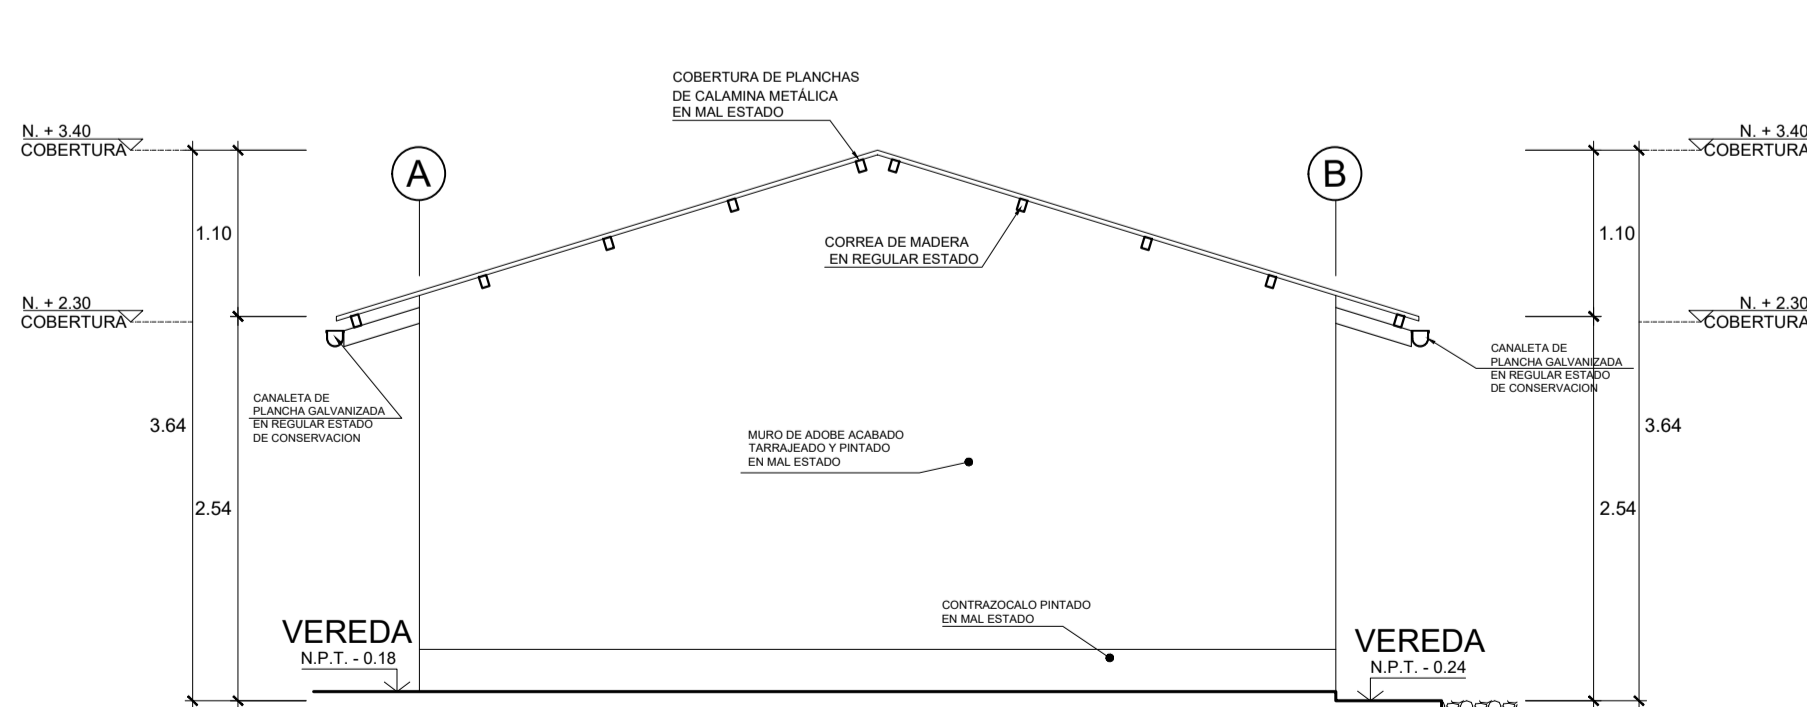 COBERTURA DE PLANCHAS
DE CALAMINA METÁLICA
EN MAL ESTADO
N. + 3.40
COBERTURA
N. + 3.40
COBERTURA
A
B
1.10
1.10
CORREA DE MADERA
EN REGULAR ESTADO
N. + 2.30
COBERTURA
N. + 2.30
COBERTURA
CANALETA DE
PLANCHA GALVANIZADA
EN REGULAR ESTADO
DE CONSERVACION
CANALETA DE
PLANCHA GALVANIZADA
EN REGULAR ESTADO
DE CONSERVACION
3.64
3.64
MURO DE ADOBE ACABADO
TARRAJEADO Y PINTADO
EN MAL ESTADO
2.54
2.54
CONTRAZOCALO PINTADO
EN MAL ESTADO
VEREDA
N.P.T. - 0.18
VEREDA
N.P.T. - 0.24